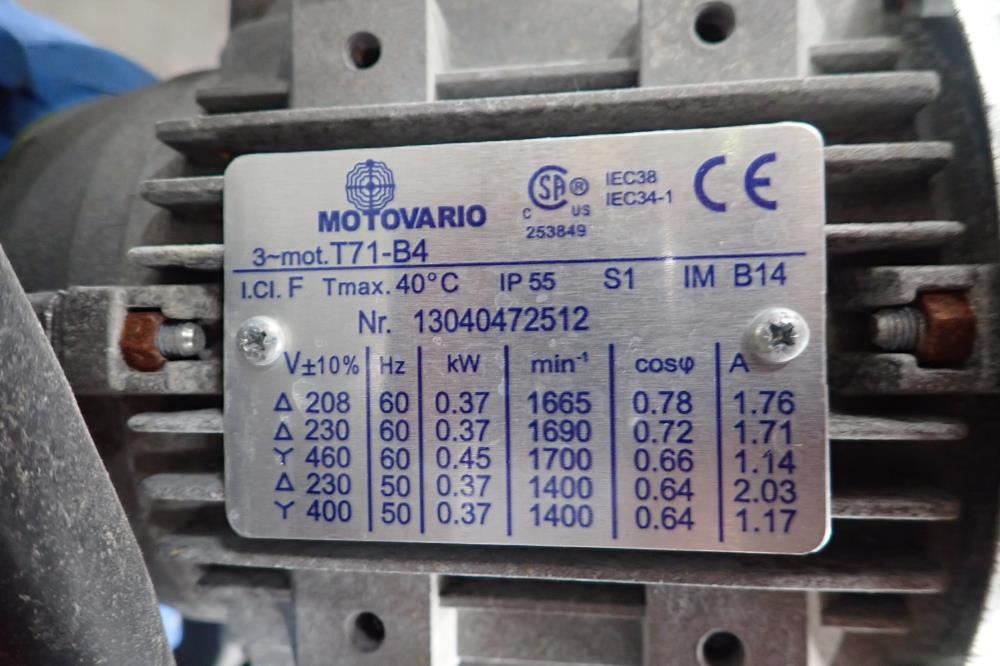 MOTOVARIO
C SA ® US
253849
IEC38
IEC34-1
CE
3~mot.T71-B4
I.Cl. F Tmax. 40°C IP 55 S1 IM B14
Nr. 13040472512
V±10% Hz kW min⁻¹ cosφ A
Δ 208 60 0.37 1665 0.78 1.76
Δ 230 60 0.37 1690 0.72 1.71
Y 460 60 0.45 1700 0.66 1.14
Δ 230 50 0.37 1400 0.64 2.03
Y 400 50 0.37 1400 0.64 1.17